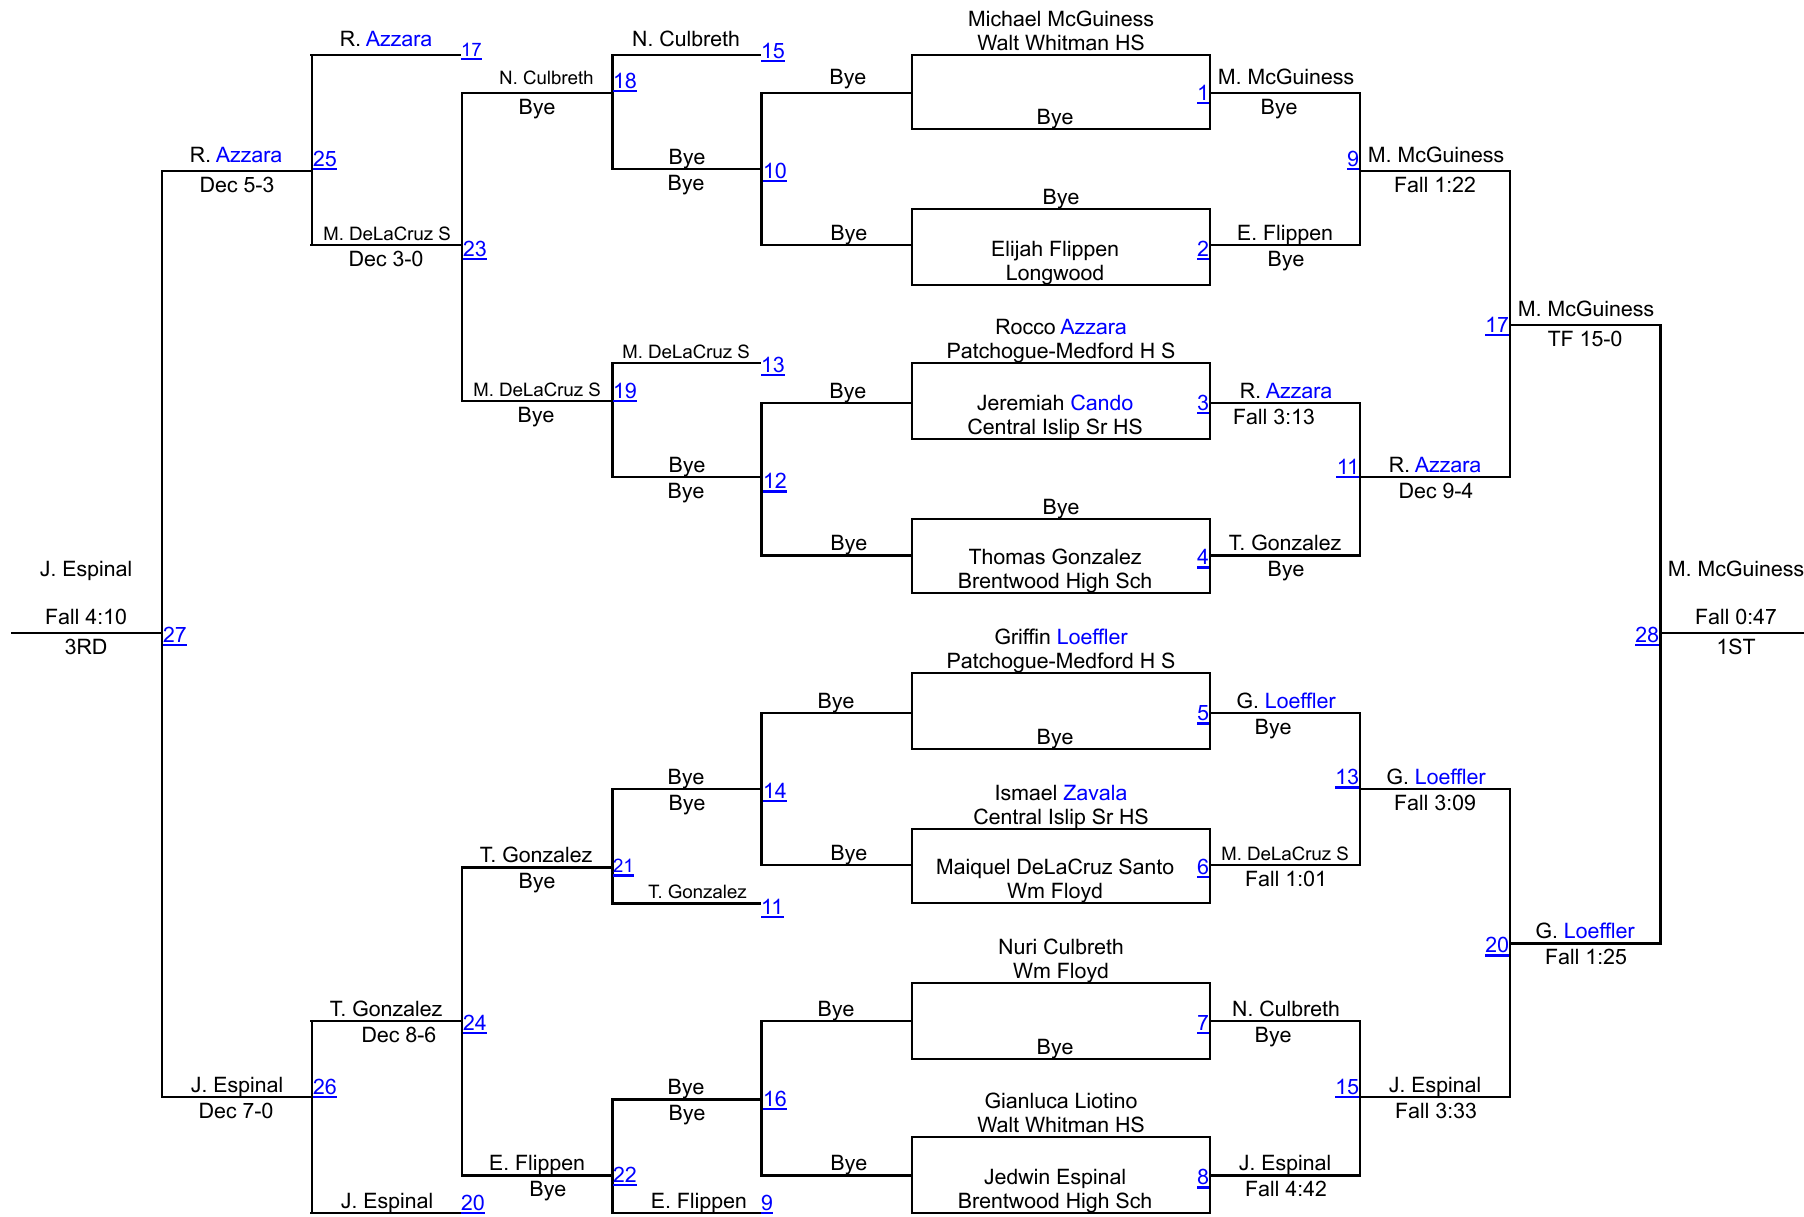 Michael McGuiness
Walt Whitman HS
R. Azzara
17
N. Culbreth
15
N. Culbreth
18
Bye
Bye
M. McGuiness
1
Bye
Bye
R. Azzara
25
Dec 5-3
Bye
10
Bye
9
M. McGuiness
Fall 1:22
Bye
M. DeLaCruz S
23
Dec 3-0
Bye
Elijah Flippen
Longwood
2
E. Flippen
Bye
Rocco Azzara
Patchogue-Medford H S
17
M. McGuiness
TF 15-0
M. DeLaCruz S
13
M. DeLaCruz S
19
Bye
Bye
Jeremiah Cando
Central Islip Sr HS
3
R. Azzara
Fall 3:13
Bye
12
Bye
11
R. Azzara
Dec 9-4
Bye
Bye
Thomas Gonzalez
Brentwood High Sch
4
T. Gonzalez
Bye
J. Espinal
Fall 4:10
3RD
27
M. McGuiness
28
Fall 0:47
1ST
Griffin Loeffler
Patchogue-Medford H S
Bye
5
G. Loeffler
Bye
Bye
Bye
14
Bye
13
G. Loeffler
Fall 3:09
Ismael Zavala
Central Islip Sr HS
T. Gonzalez
21
Bye
Bye
Maiquel DeLaCruz Santo
Wm Floyd
6
M. DeLaCruz S
Fall 1:01
T. Gonzalez
11
Nuri Culbreth
Wm Floyd
20
G. Loeffler
Fall 1:25
T. Gonzalez
24
Dec 8-6
Bye
7
N. Culbreth
Bye
Bye
J. Espinal
26
Dec 7-0
Bye
16
Bye
15
J. Espinal
Fall 3:33
Gianluca Liotino
Walt Whitman HS
E. Flippen
22
Bye
Bye
Jedwin Espinal
Brentwood High Sch
8
J. Espinal
Fall 4:42
J. Espinal
20
E. Flippen
9